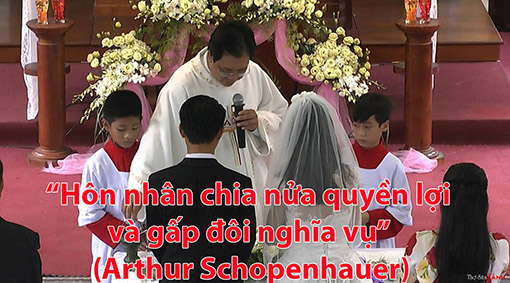 “Hôn nhân chia nửa quyền lợi
và gấp đôi nghĩa vụ”
(Arthur Schopenhauer)